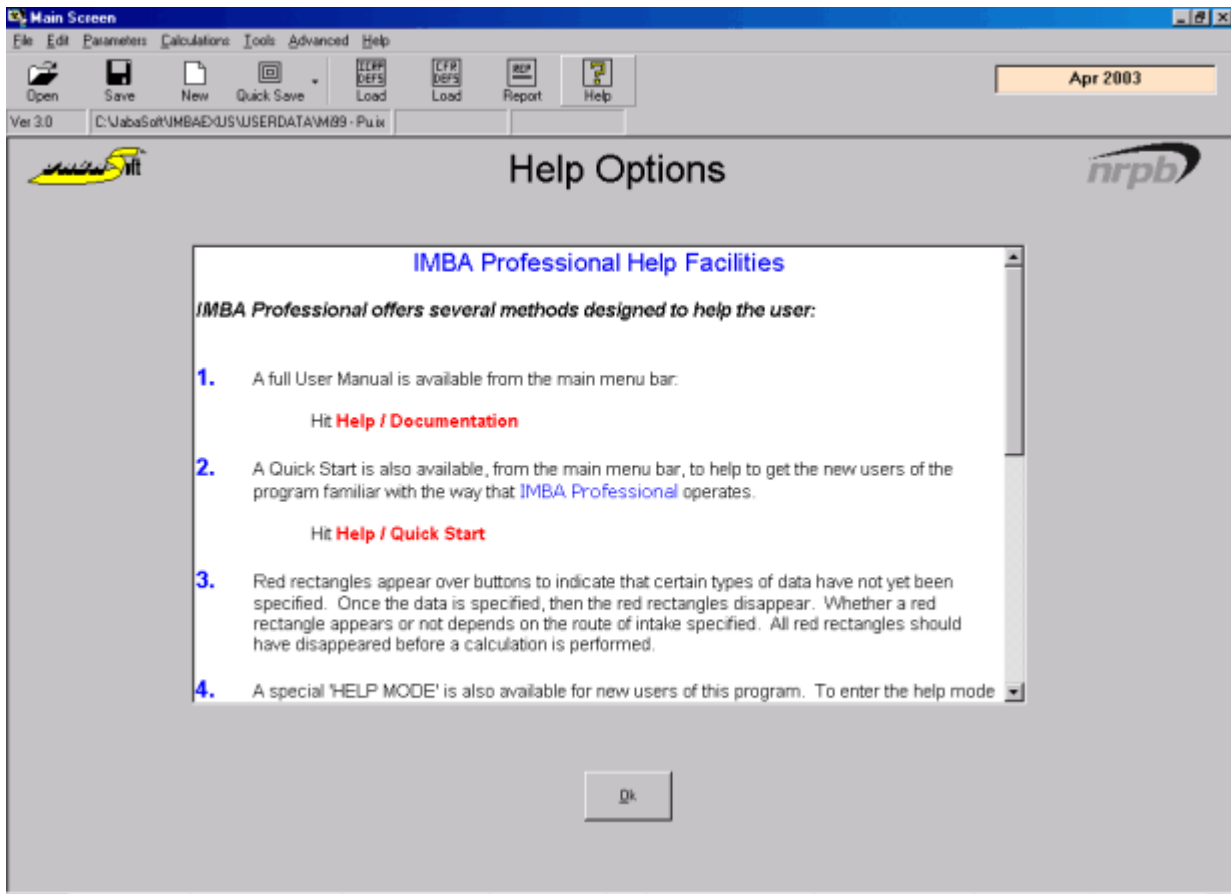 Main Screen
File Edit Parameters Calculations Tools Advanced Help
ICRP DEFS
CFR DEFS
REP
Open Save New Quick Save Load Load Report Help
Apr 2003
Ver 3.0 C:\JabaSoft\IMBAEXUS\USERDATA\Mi99 - Pu.ix
Help Options
nrpb
IMBA Professional Help Facilities
IMBA Professional offers several methods designed to help the user:
1. A full User Manual is available from the main menu bar:
Hit Help / Documentation
2. A Quick Start is also available, from the main menu bar, to help to get the new users of the
program familiar with the way that IMBA Professional operates.
Hit Help / Quick Start
3. Red rectangles appear over buttons to indicate that certain types of data have not yet been
specified. Once the data is specified, then the red rectangles disappear. Whether a red
rectangle appears or not depends on the route of intake specified. All red rectangles should
have disappeared before a calculation is performed.
4. A special 'HELP MODE' is also available for new users of this program. To enter the help mode
Ok